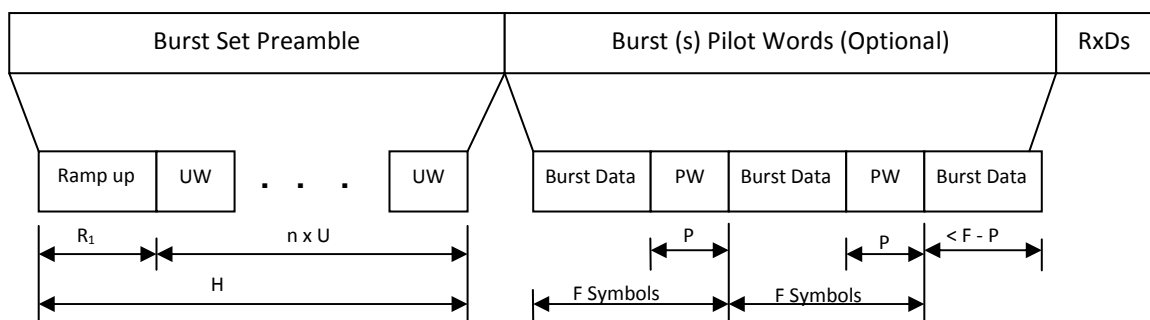 Burst Set Preamble Burst (s) Pilot Words (Optional) RxDs
Ramp up UW . . . UW Burst Data PW Burst Data PW Burst Data
R₁ n x U P P < F - P
H F Symbols F Symbols